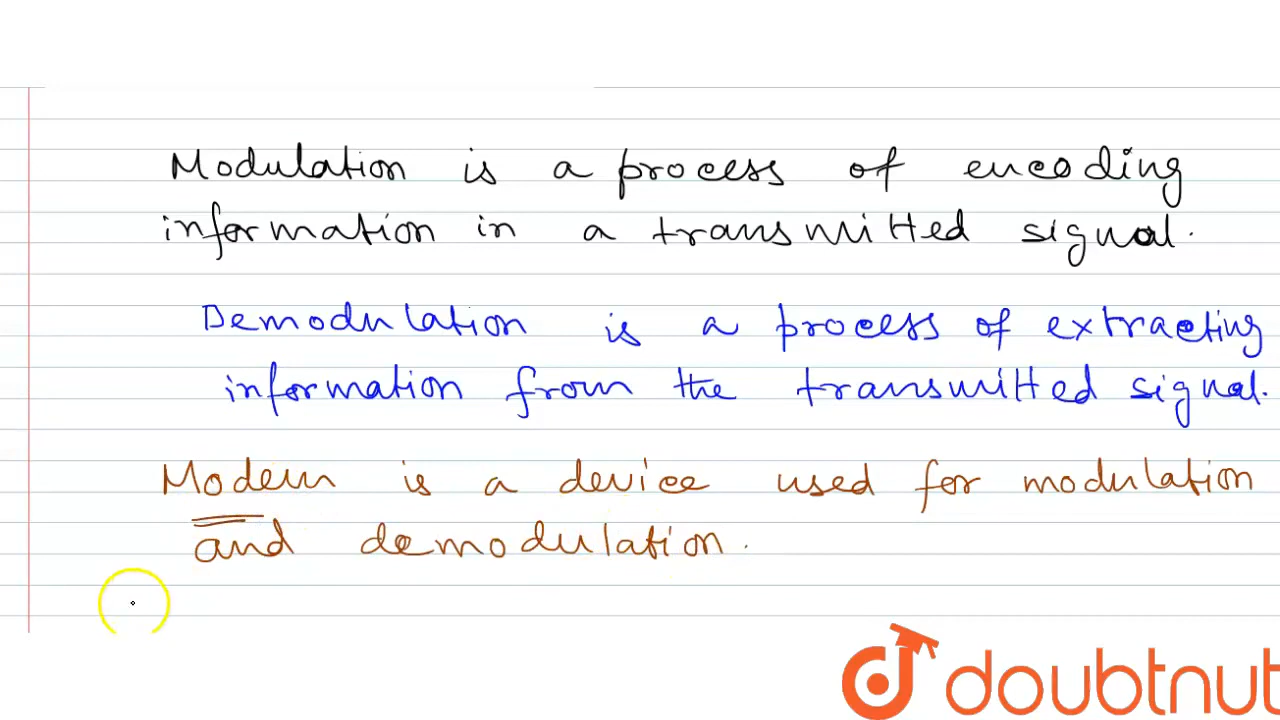 Modulation is a process of encoding
information in a transmitted signal.
Demodulation is a process of extracting
information from the transmitted signal.
Modem is a device used for modulation
and demodulation.
doubtnut